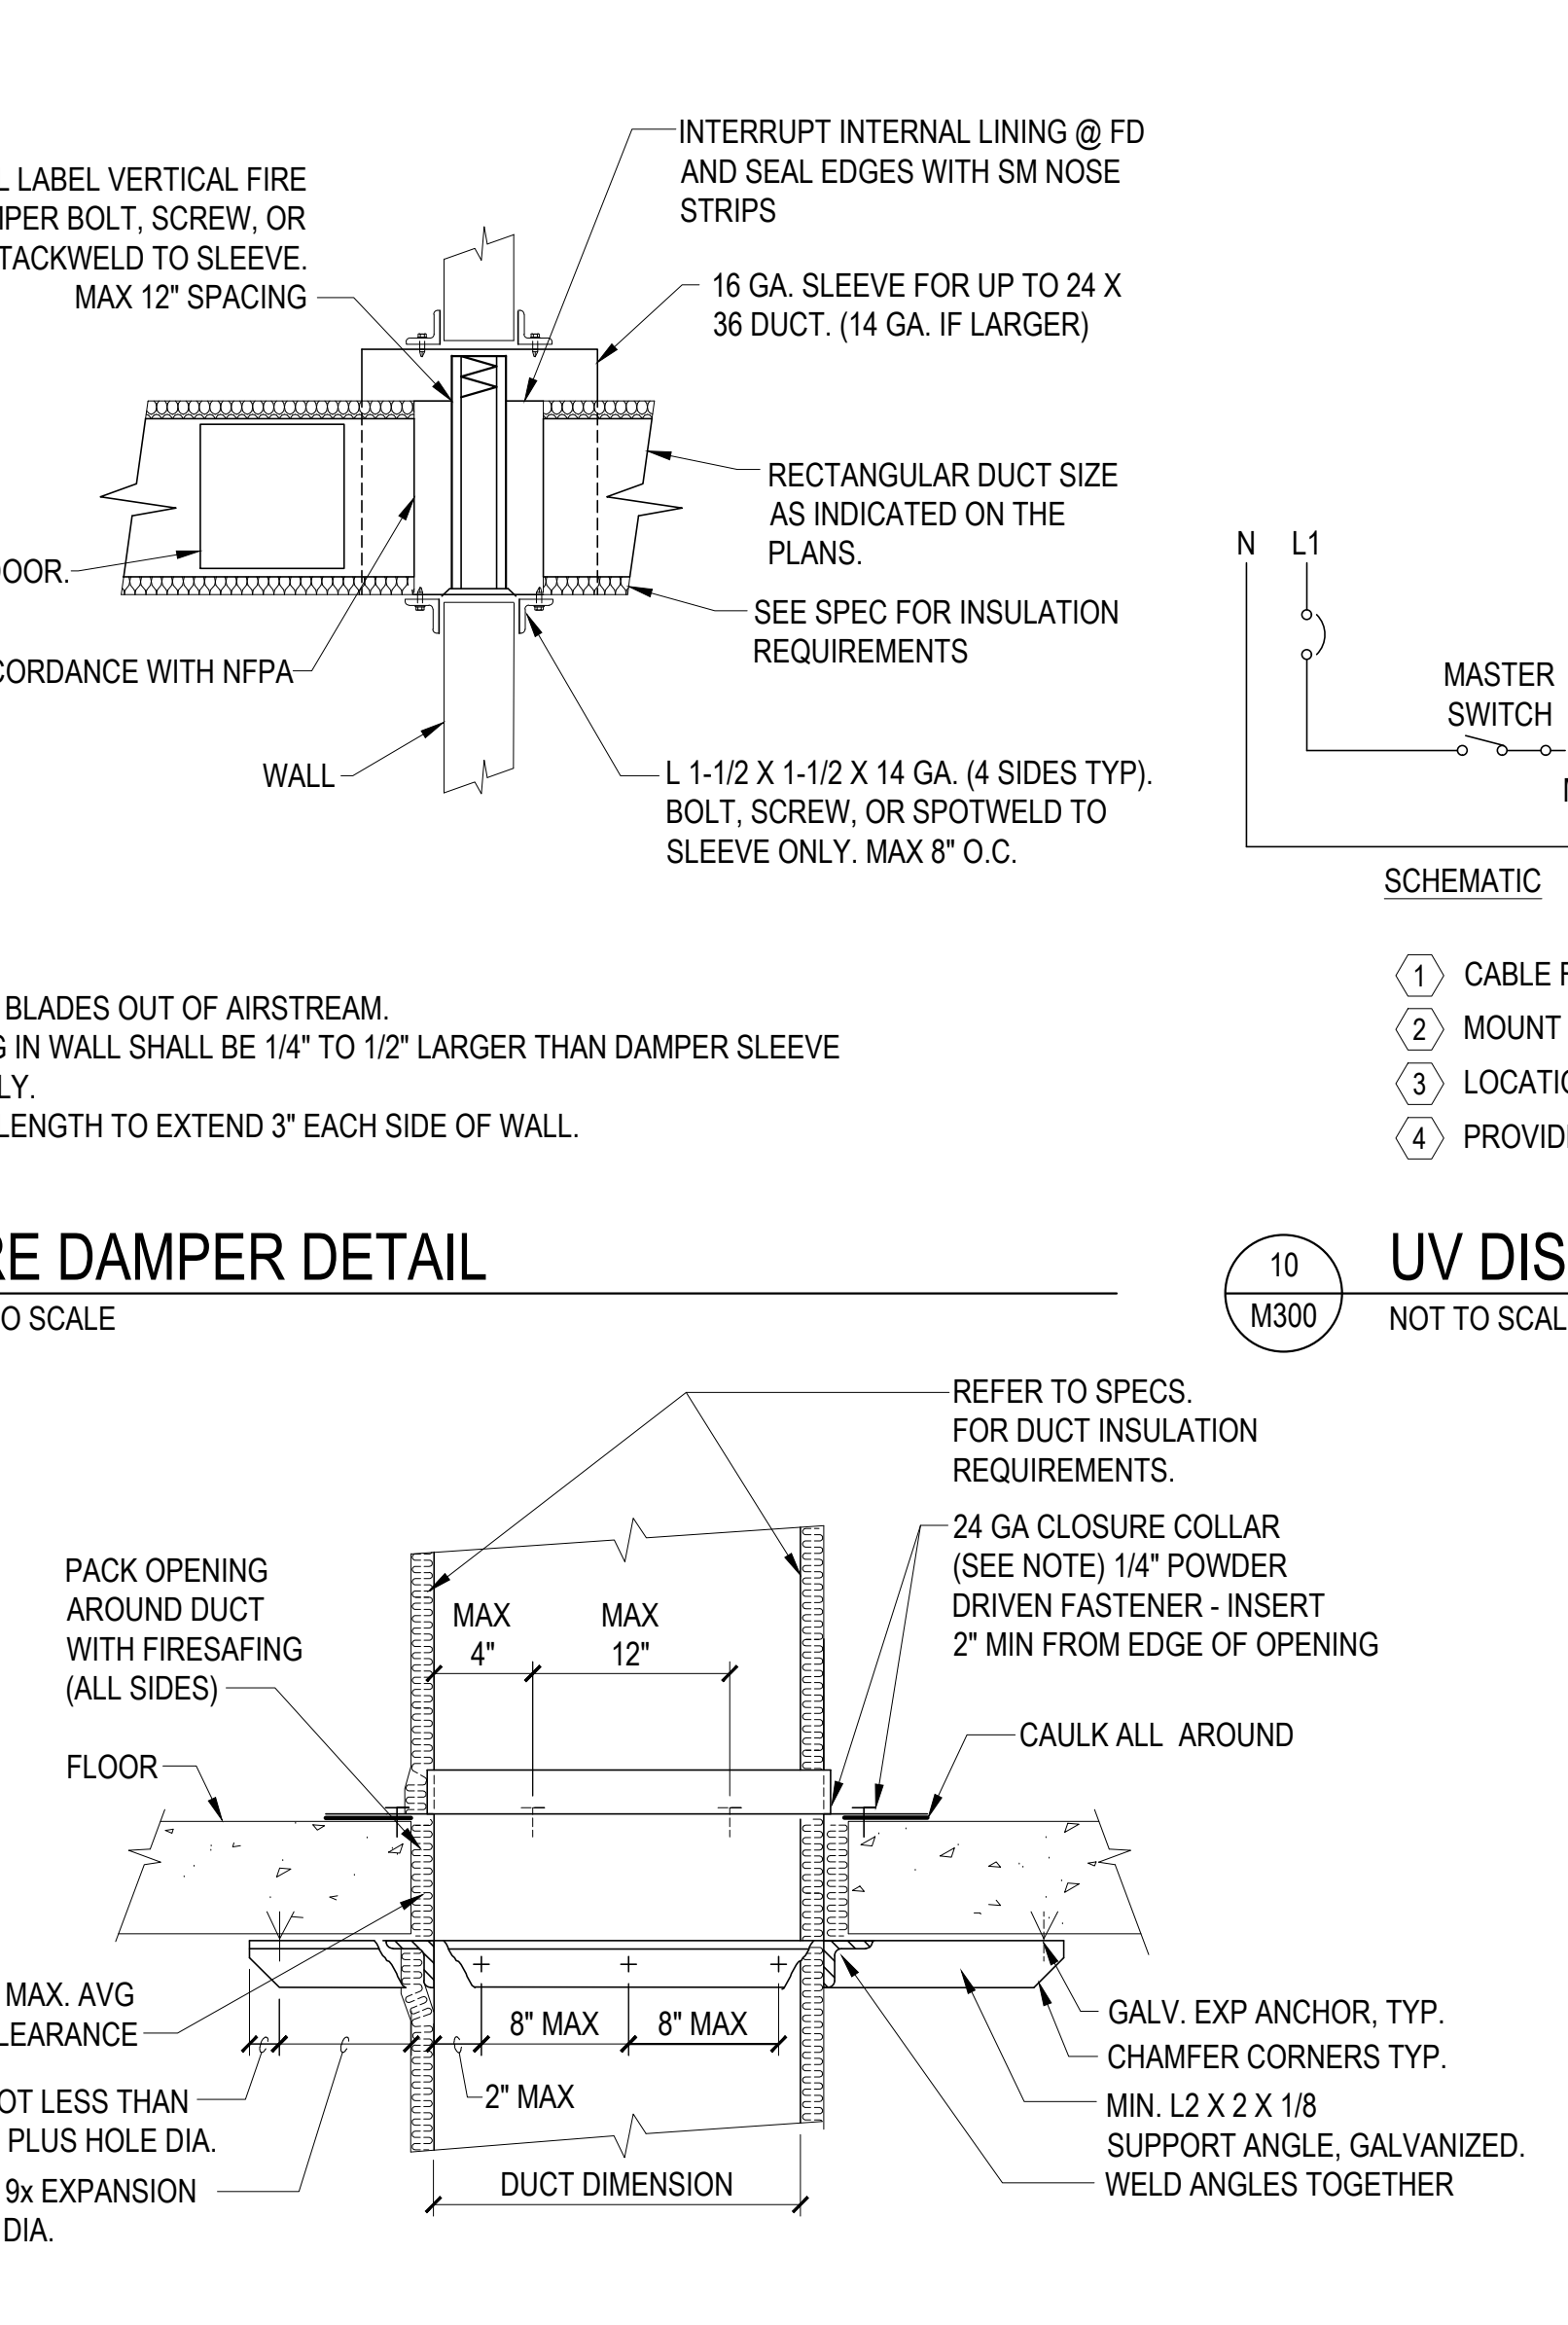 LABEL VERTICAL FIRE
BOLT, SCREW, OR
TACKWELD TO SLEEVE.
MAX 12" SPACING
INTERRUPT INTERNAL LINING @ FD
AND SEAL EDGES WITH SM NOSE
STRIPS
16 GA. SLEEVE FOR UP TO 24 X
36 DUCT. (14 GA. IF LARGER)
RECTANGULAR DUCT SIZE
AS INDICATED ON THE
PLANS.
SEE SPEC FOR INSULATION
REQUIREMENTS
OOR.
CORDANCE WITH NFPA
WALL
L 1-1/2 X 1-1/2 X 14 GA. (4 SIDES TYP).
BOLT, SCREW, OR SPOTWELD TO
SLEEVE ONLY. MAX 8" O.C.
BLADES OUT OF AIRSTREAM.
IN WALL SHALL BE 1/4" TO 1/2" LARGER THAN DAMPER SLEEVE
LY.
LENGTH TO EXTEND 3" EACH SIDE OF WALL.
RE DAMPER DETAIL
O SCALE
N L1
MASTER
SWITCH
SCHEMATIC
1 CABLE
2 MOUNT
3 LOCATIO
4 PROVID
10
M300
UV DIS
NOT TO SCAL
REFER TO SPECS.
FOR DUCT INSULATION
REQUIREMENTS.
24 GA CLOSURE COLLAR
(SEE NOTE) 1/4" POWDER
DRIVEN FASTENER - INSERT
2" MIN FROM EDGE OF OPENING
CAULK ALL AROUND
PACK OPENING
AROUND DUCT
WITH FIRESAFING
(ALL SIDES)
FLOOR
MAX
4"
MAX
12"
MAX. AVG
LEARANCE
OT LESS THAN
PLUS HOLE DIA.
9x EXPANSION
DIA.
8" MAX
8" MAX
2" MAX
DUCT DIMENSION
GALV. EXP ANCHOR, TYP.
CHAMFER CORNERS TYP.
MIN. L2 X 2 X 1/8
SUPPORT ANGLE, GALVANIZED.
WELD ANGLES TOGETHER